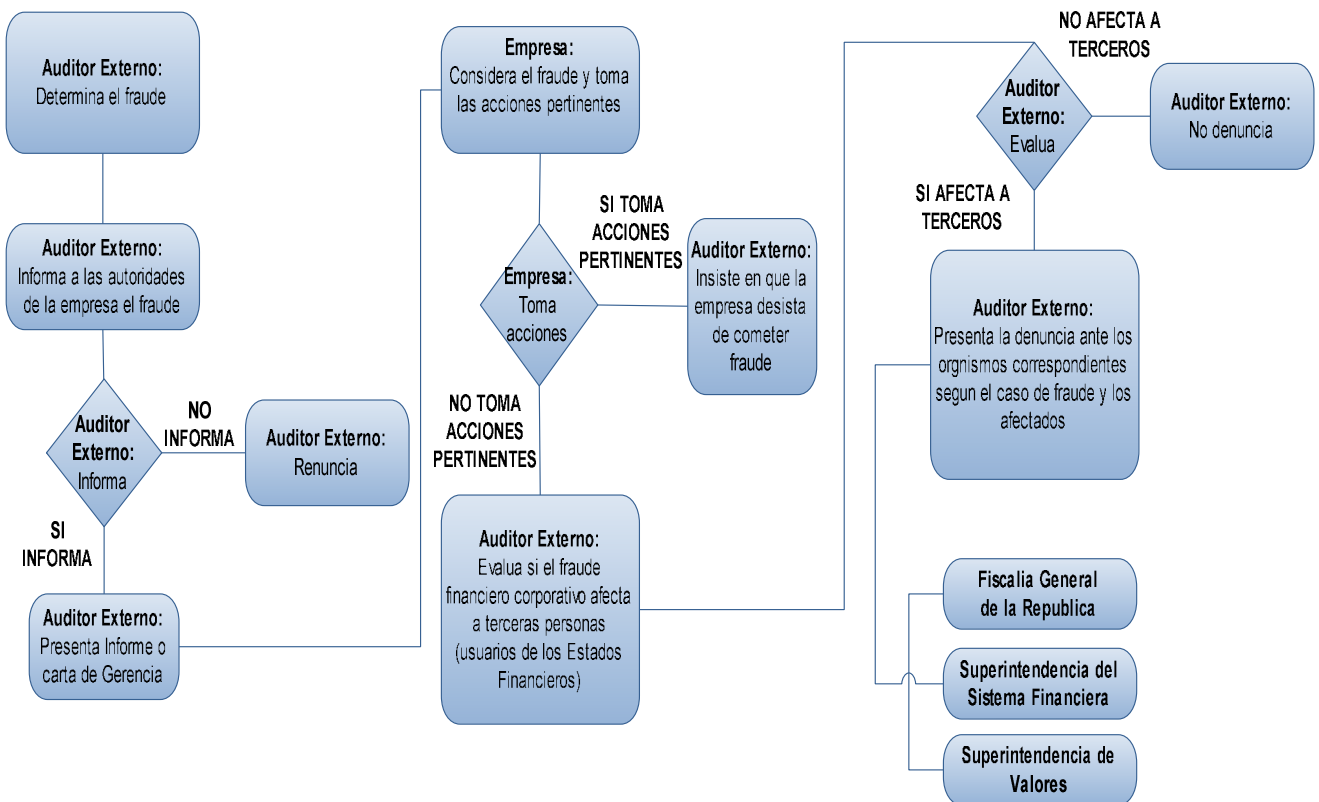 Auditor Externo:
Determina el fraude
Auditor Externo:
Informa a las autoridades
de la empresa el fraude
Auditor
Externo:
Informa
NO
INFORMA
Auditor Externo:
Renuncia
SI
INFORMA
Auditor Externo:
Presenta Informe o
carta de Gerencia
Empresa:
Considera el fraude y toma
las acciones pertinentes
Empresa:
Toma
acciones
SI TOMA
ACCIONES
PERTINENTES
Auditor Externo:
Insiste en que la
empresa desista
de cometer
fraude
NO TOMA
ACCIONES
PERTINENTES
Auditor Externo:
Evalua si el fraude
financiero corporativo afecta
a terceras personas
(usuarios de los Estados
Financieros)
NO AFECTA A
TERCEROS
Auditor
Externo:
Evalua
Auditor Externo:
No denuncia
SI AFECTA A
TERCEROS
Auditor Externo:
Presenta la denuncia ante los
orgnismos correspondientes
segun el caso de fraude y los
afectados
Fiscalia General
de la Republica
Superintendencia del
Sistema Financiera
Superintendencia de
Valores